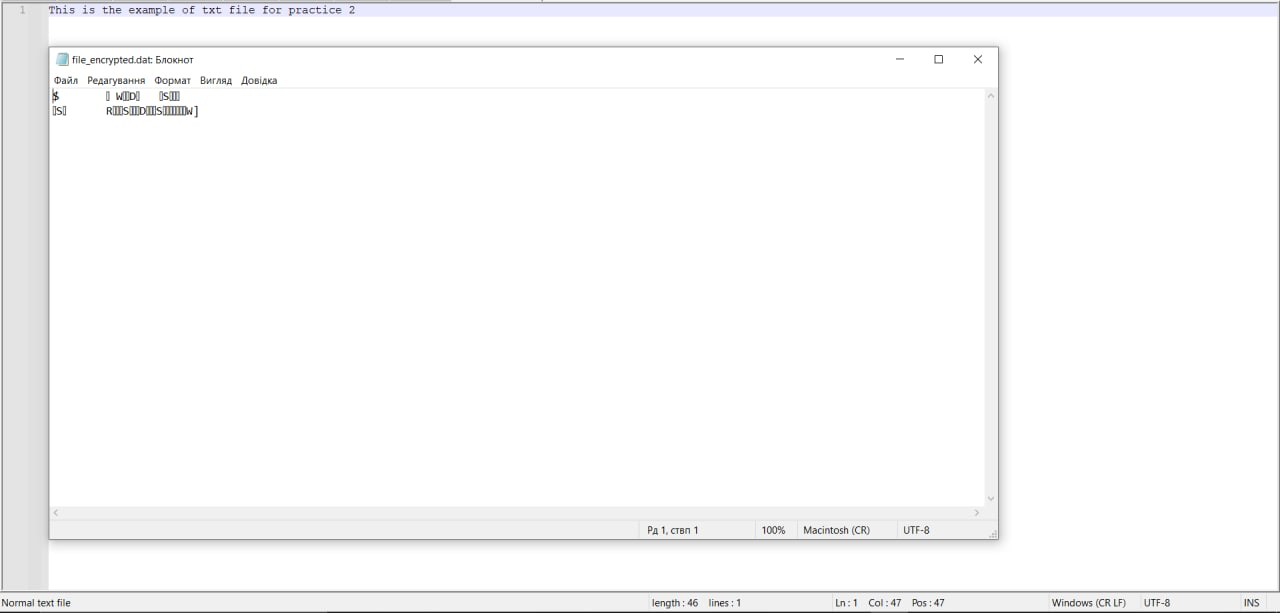 1 This is the example of txt file for practice 2
file_encrypted.dat: Блокнот
Файл Редагування Формат Вигляд Довідка
$ W D S
S R S D S W]
Рд 1, ствп 1 100% Macintosh (CR) UTF-8
Normal text file length : 46 lines : 1 Ln : 1 Col : 47 Pos : 47 Windows (CR LF) UTF-8 INS